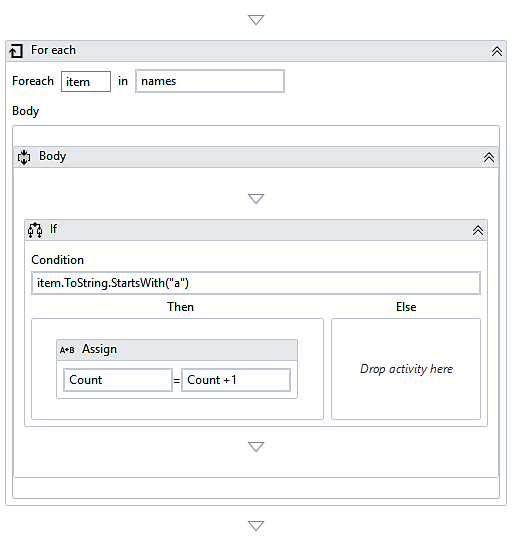 For each
Foreach item in names
Body
Body
If
Condition
item.ToString.StartsWith("a")
Then Else
A+B Assign
Count = Count +1
Drop activity here